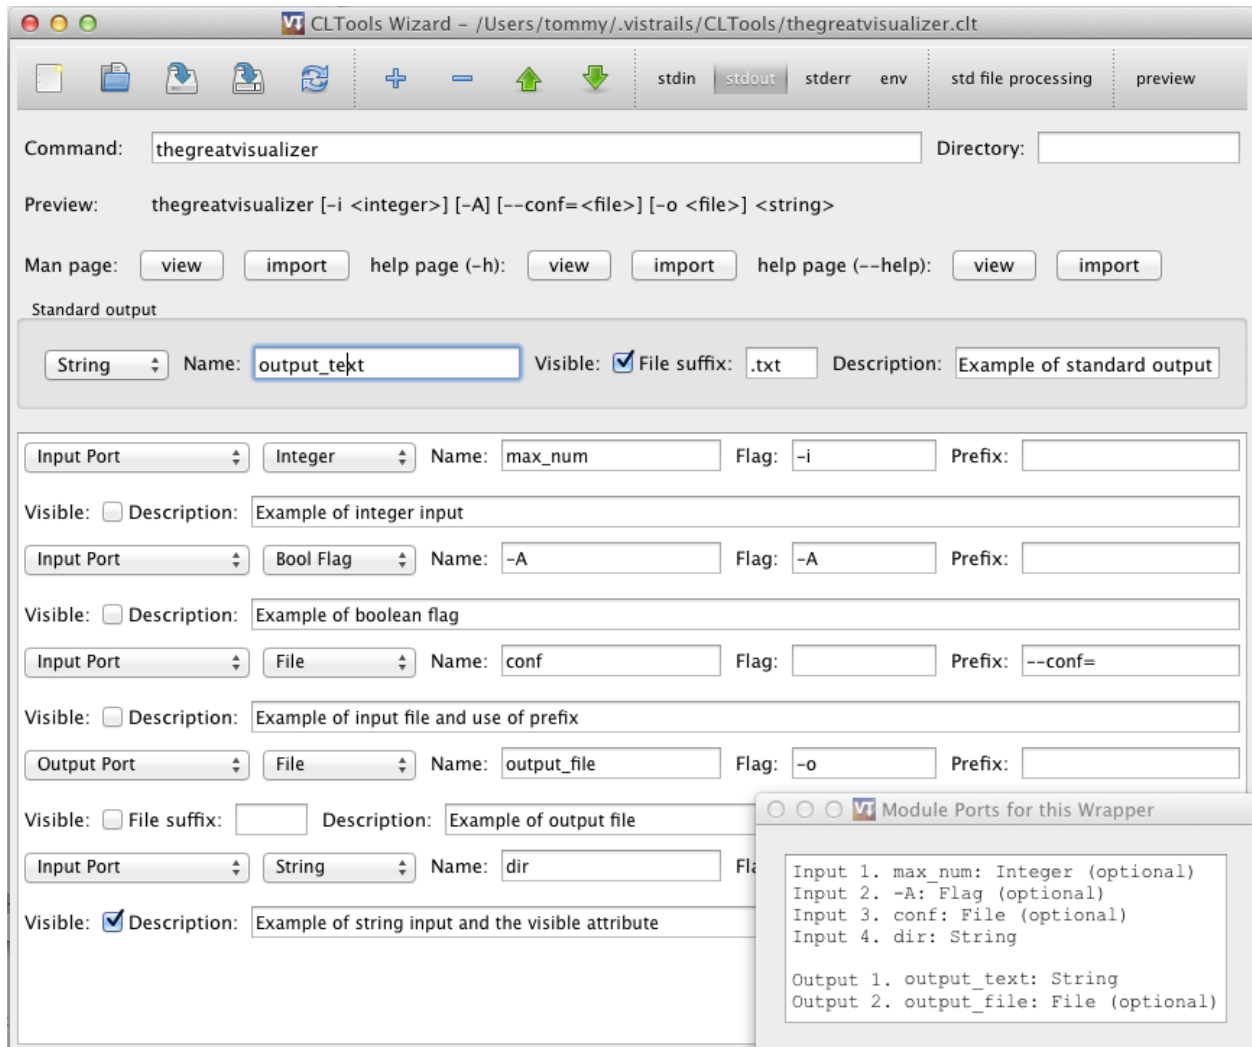 CLTools Wizard – /Users/tommy/.vistrails/CLTools/thegreatvisualizer.clt
stdin stdout stderr env std file processing preview
Command: thegreatvisualizer Directory:
Preview: thegreatvisualizer [-i <integer>] [-A] [--conf=<file>] [-o <file>] <string>
Man page: view import help page (-h): view import help page (--help): view import
Standard output
String Name: output_text Visible: File suffix: .txt Description: Example of standard output
Input Port Integer Name: max_num Flag: -i Prefix:
Visible: Description: Example of integer input
Input Port Bool Flag Name: -A Flag: -A Prefix:
Visible: Description: Example of boolean flag
Input Port File Name: conf Flag: Prefix: --conf=
Visible: Description: Example of input file and use of prefix
Output Port File Name: output_file Flag: -o Prefix:
Visible: File suffix: Description: Example of output file
Input Port String Name: dir Fla
Visible: Description: Example of string input and the visible attribute
Module Ports for this Wrapper
Input 1. max_num: Integer (optional)
Input 2. -A: Flag (optional)
Input 3. conf: File (optional)
Input 4. dir: String
Output 1. output_text: String
Output 2. output_file: File (optional)